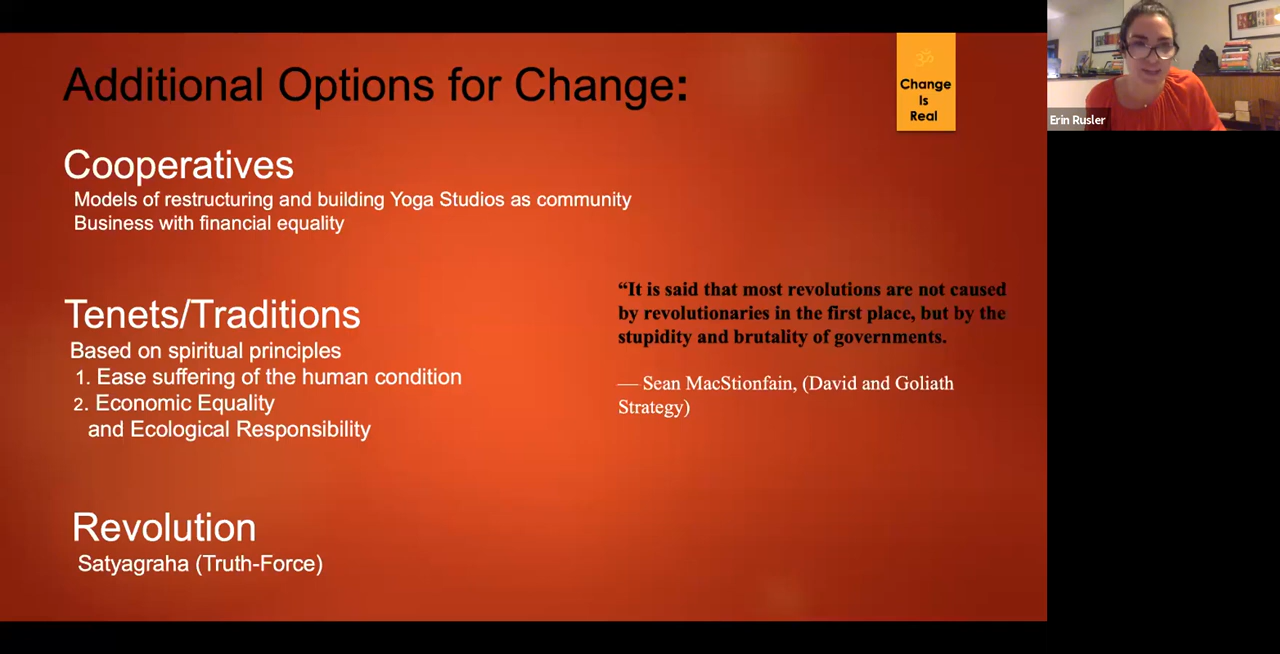 Additional Options for Change:
ॐ
Change
Is
Real
Erin Rusler
Cooperatives
Models of restructuring and building Yoga Studios as community
Business with financial equality
Tenets/Traditions
Based on spiritual principles
1. Ease suffering of the human condition
2. Economic Equality
and Ecological Responsibility
Revolution
Satyagraha (Truth-Force)
“It is said that most revolutions are not caused
by revolutionaries in the first place, but by the
stupidity and brutality of governments.
— Sean MacStionfain, (David and Goliath
Strategy)